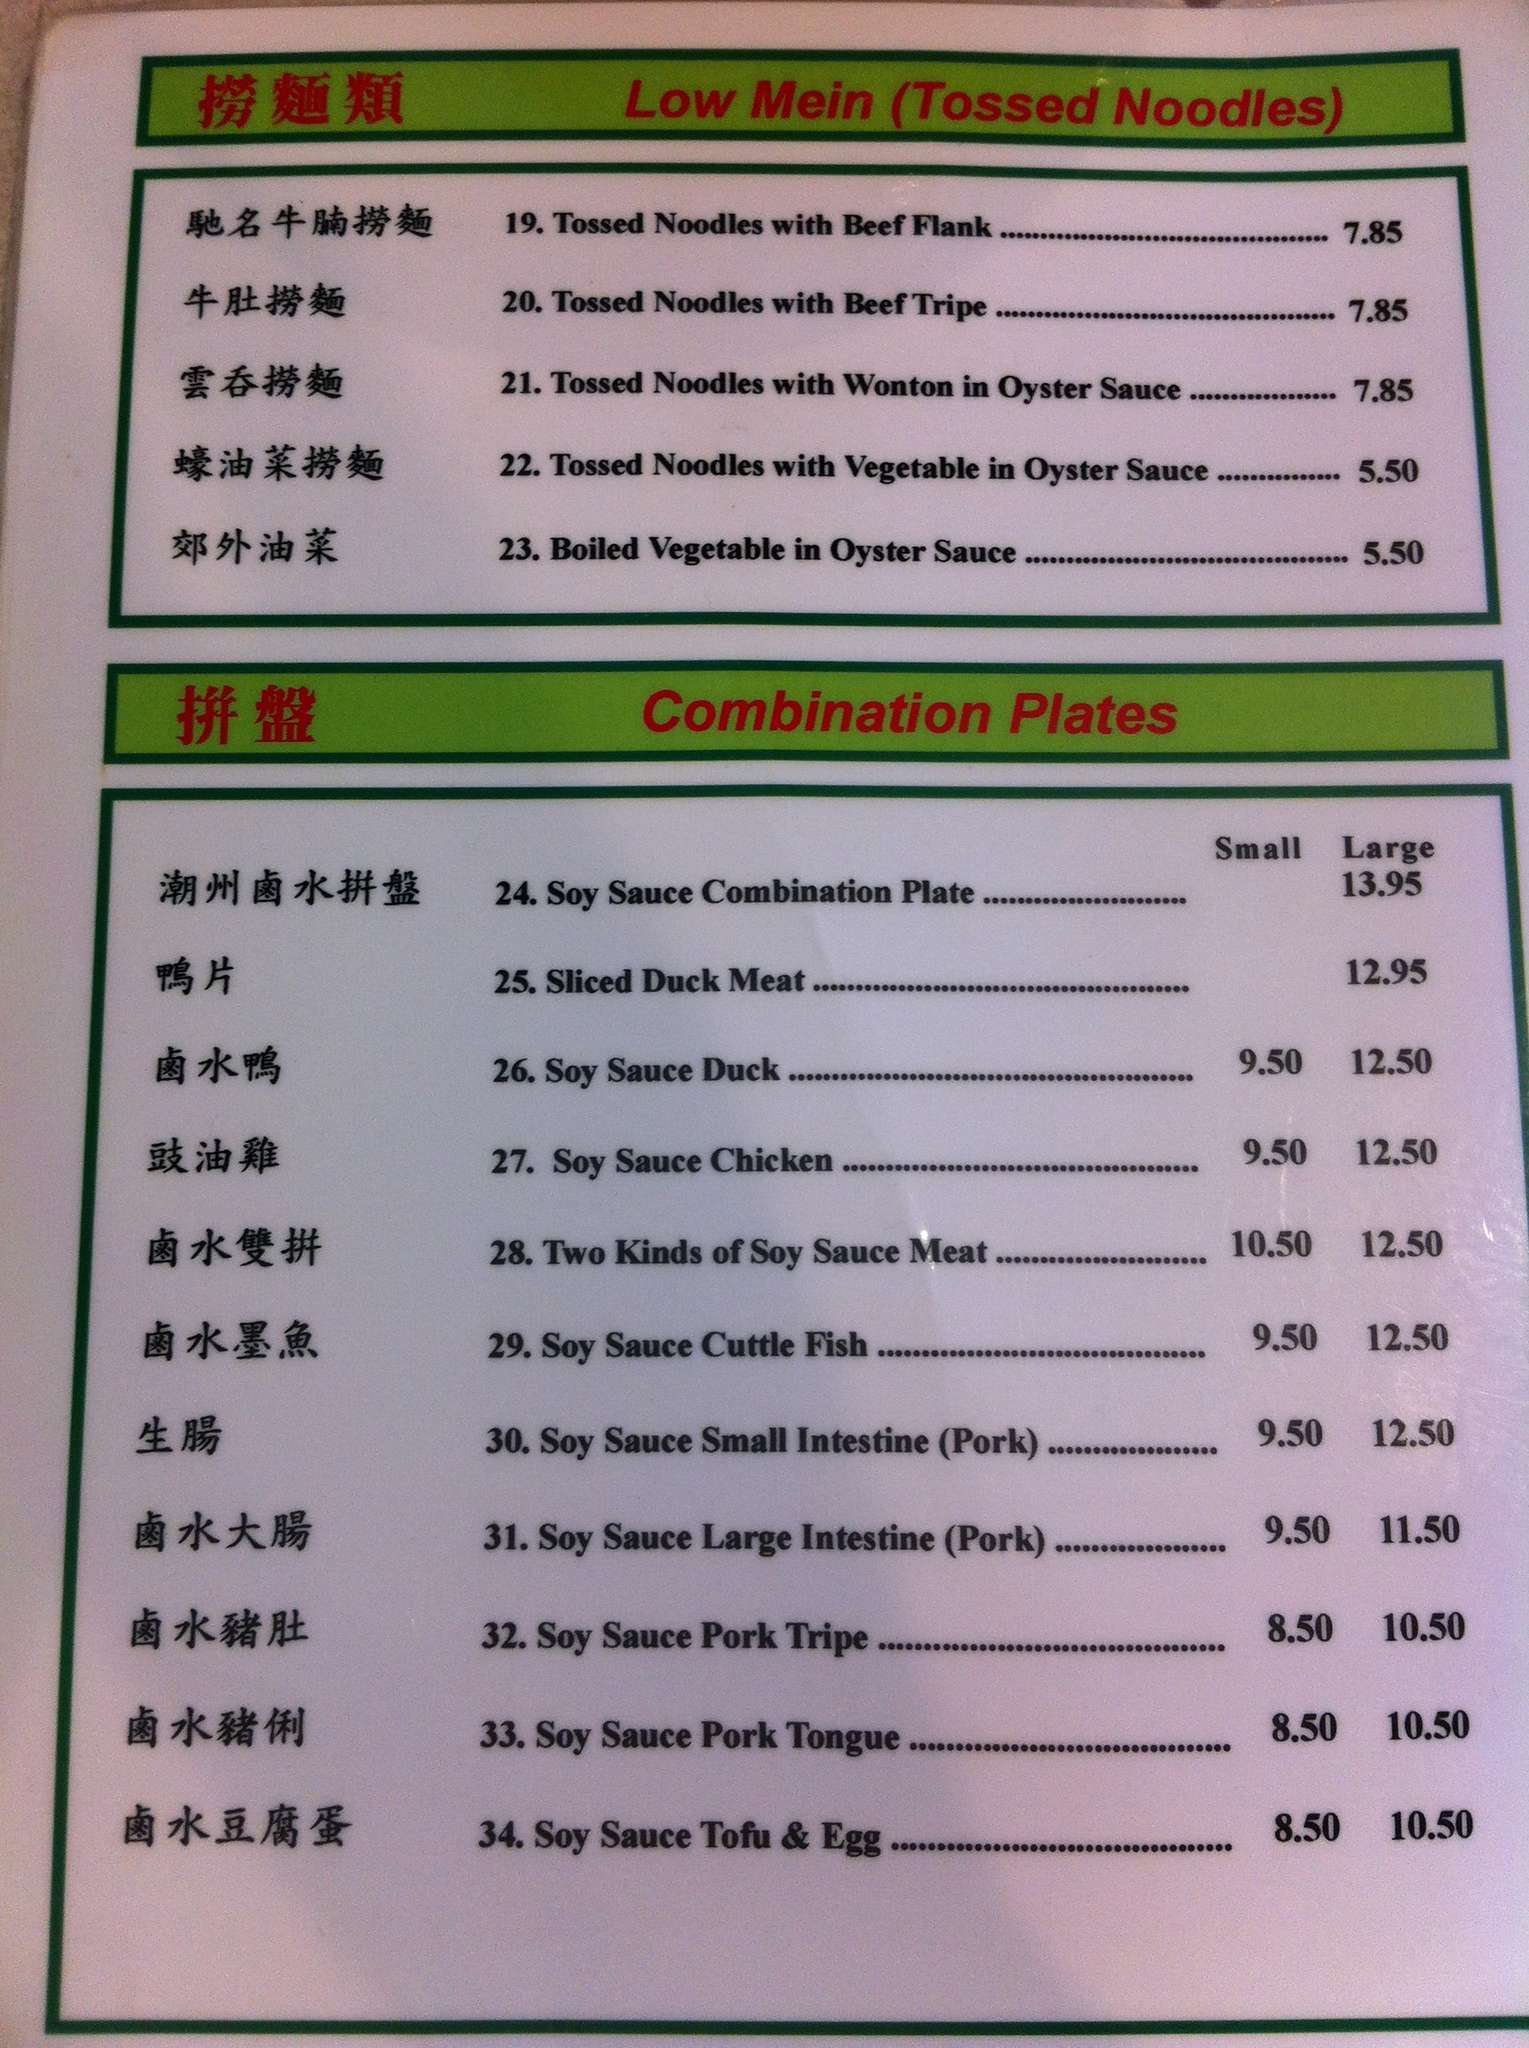 撈麵類 Low Mein (Tossed Noodles)
馳名牛腩撈麵 19. Tossed Noodles with Beef Flank ......................................... 7.85
牛肚撈麵 20. Tossed Noodles with Beef Tripe .......................................... 7.85
雲吞撈麵 21. Tossed Noodles with Wonton in Oyster Sauce .................. 7.85
蠔油菜撈麵 22. Tossed Noodles with Vegetable in Oyster Sauce ............... 5.50
郊外油菜 23. Boiled Vegetable in Oyster Sauce ........................................ 5.50
拼盤 Combination Plates
Small Large
潮州鹵水拼盤 24. Soy Sauce Combination Plate ........................ 13.95
鴨片 25. Sliced Duck Meat ............................................ 12.95
鹵水鴨 26. Soy Sauce Duck ............................................... 9.50 12.50
豉油雞 27. Soy Sauce Chicken ......................................... 9.50 12.50
鹵水雙拼 28. Two Kinds of Soy Sauce Meat ........................ 10.50 12.50
鹵水墨魚 29. Soy Sauce Cuttle Fish ..................................... 9.50 12.50
生腸 30. Soy Sauce Small Intestine (Pork) ................... 9.50 12.50
鹵水大腸 31. Soy Sauce Large Intestine (Pork) ................... 9.50 11.50
鹵水豬肚 32. Soy Sauce Pork Tripe ...................................... 8.50 10.50
鹵水豬俐 33. Soy Sauce Pork Tongue ................................... 8.50 10.50
鹵水豆腐蛋 34. Soy Sauce Tofu & Egg ..................................... 8.50 10.50